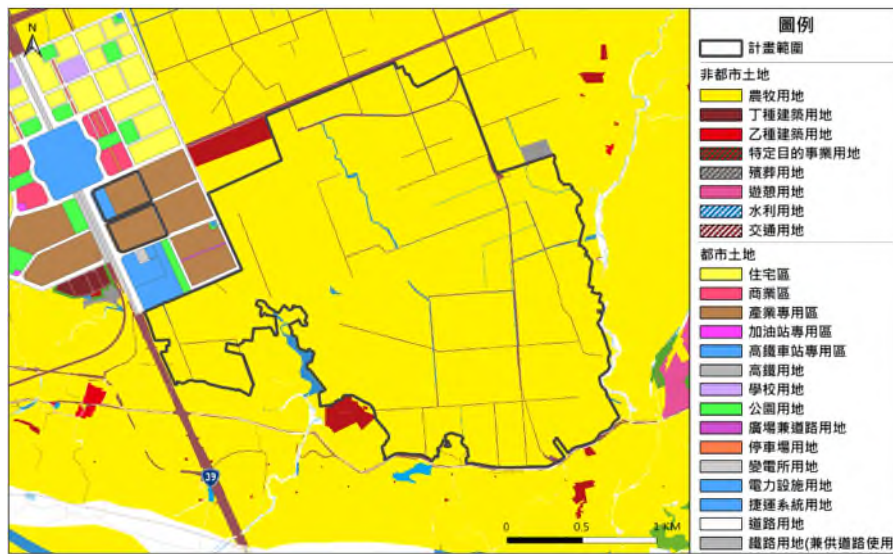 N
19
0 0.5 1 KM
圖例
計畫範圍
非都市土地
農牧用地
丁種建築用地
乙種建築用地
特定目的事業用地
殯葬用地
遊憩用地
水利用地
交通用地
都市土地
住宅區
商業區
產業專用區
加油站專用區
高鐵車站專用區
高鐵用地
學校用地
公園用地
廣場兼道路用地
停車場用地
變電所用地
電力設施用地
捷運系統用地
道路用地
鐵路用地(兼供道路使用